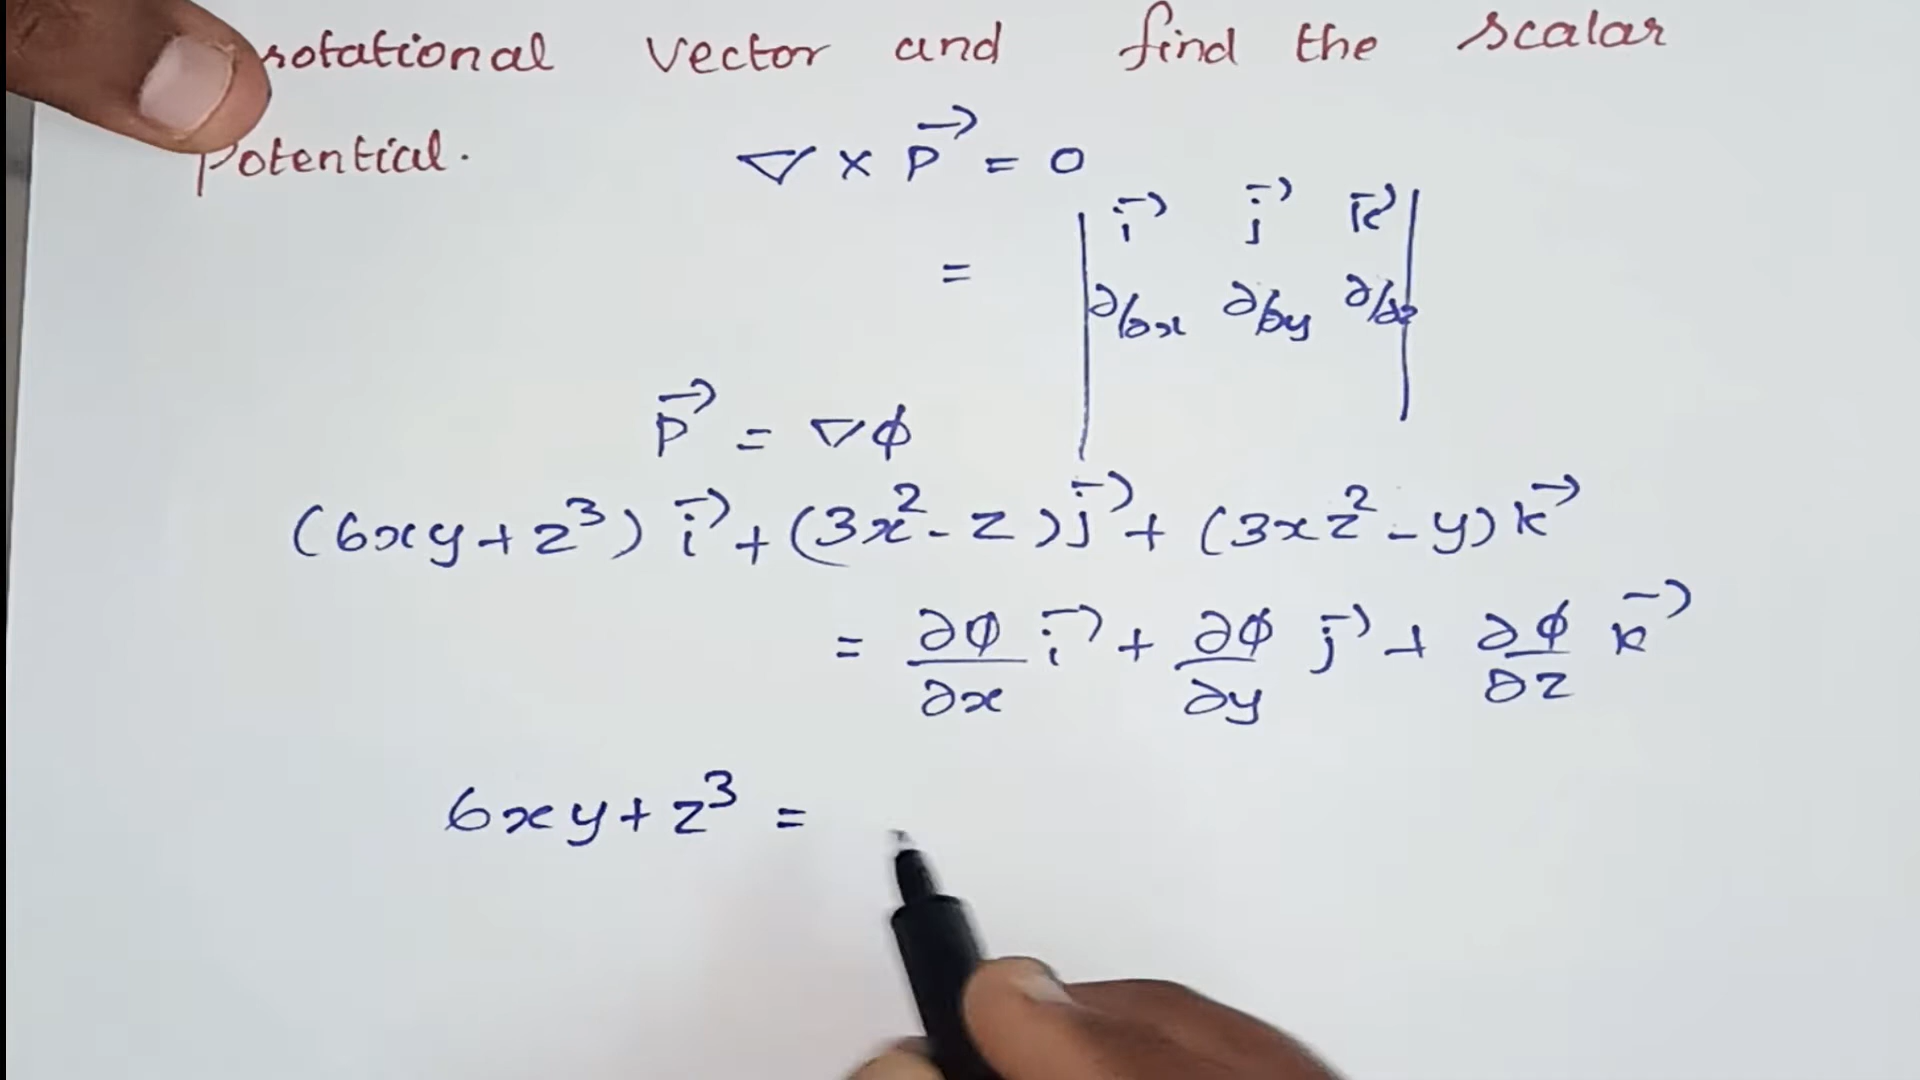 rotational vector and find the scalar
potential.
∇ × P⃗ = 0
= | i⃗ j⃗ k⃗ |
| ∂/∂x ∂/∂y ∂/∂z |
P⃗ = ∇ϕ
(6xy + z³) i⃗ + (3x² - z) j⃗ + (3xz² - y) k⃗
= ∂ϕ/∂x i⃗ + ∂ϕ/∂y j⃗ + ∂ϕ/∂z k⃗
6xy + z³ =